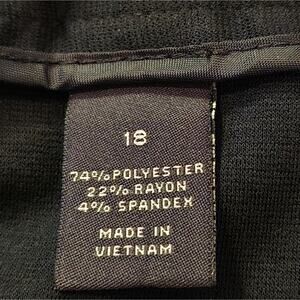 18
74% POLYESTER
22% RAYON
4% SPANDEX
MADE IN
VIETNAM